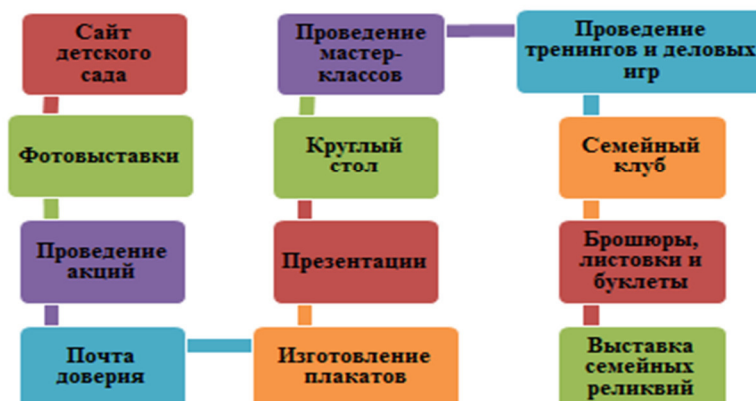 Сайт
детского
сада
Фотовыставки
Проведение
акций
Почта
доверия
Изготовление
плакатов
Презентации
Круглый
стол
Проведение
мастер-
классов
Проведение
тренингов и деловых
игр
Семейный
клуб
Брошюры,
листовки и
буклеты
Выставка
семейных
реликвий